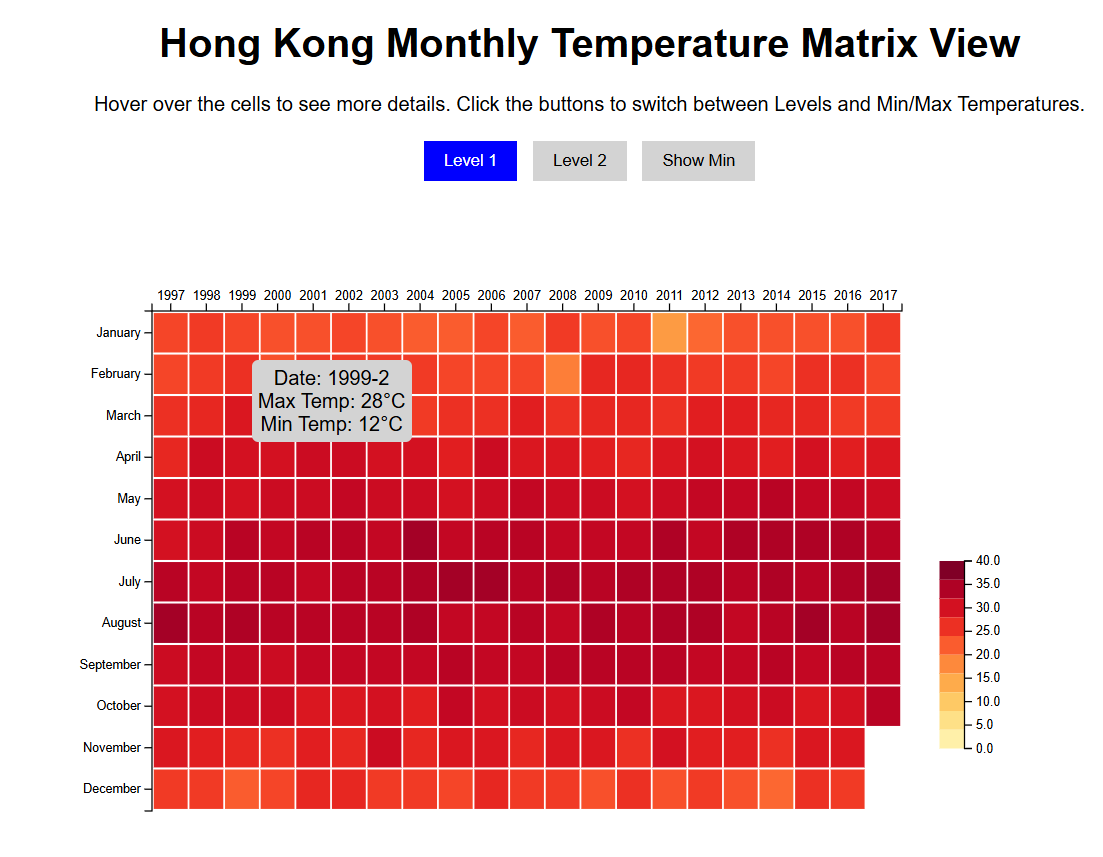 Hong Kong Monthly Temperature Matrix View
Hover over the cells to see more details. Click the buttons to switch between Levels and Min/Max Temperatures.
Level 1 Level 2 Show Min
1997 1998 1999 2000 2001 2002 2003 2004 2005 2006 2007 2008 2009 2010 2011 2012 2013 2014 2015 2016 2017
January
February
Date: 1999-2
Max Temp: 28°C
Min Temp: 12°C
March
April
May
June
July
August
September
October
November
December
40.0
35.0
30.0
25.0
20.0
15.0
10.0
5.0
0.0